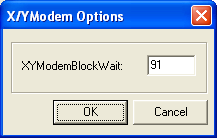 X/YModem Options
XYModemBlockWait: 91
OK Cancel